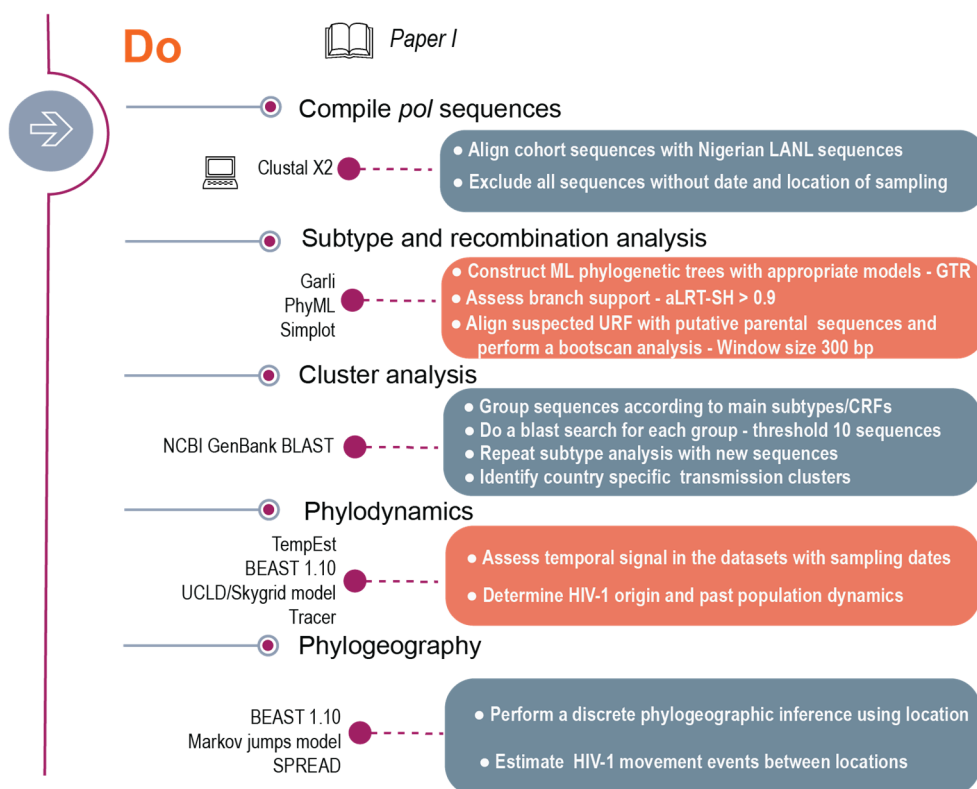 Do
Paper I
Compile pol sequences
Clustal X2
● Align cohort sequences with Nigerian LANL sequences
● Exclude all sequences without date and location of sampling
Subtype and recombination analysis
Garli
PhyML
Simplot
● Construct ML phylogenetic trees with appropriate models - GTR
● Assess branch support - aLRT-SH > 0.9
● Align suspected URF with putative parental sequences and
perform a bootscan analysis - Window size 300 bp
Cluster analysis
NCBI GenBank BLAST
● Group sequences according to main subtypes/CRFs
● Do a blast search for each group - threshold 10 sequences
● Repeat subtype analysis with new sequences
● Identify country specific transmission clusters
Phylodynamics
TempEst
BEAST 1.10
UCLD/Skygrid model
Tracer
● Assess temporal signal in the datasets with sampling dates
● Determine HIV-1 origin and past population dynamics
Phylogeography
BEAST 1.10
Markov jumps model
SPREAD
● Perform a discrete phylogeographic inference using location
● Estimate HIV-1 movement events between locations